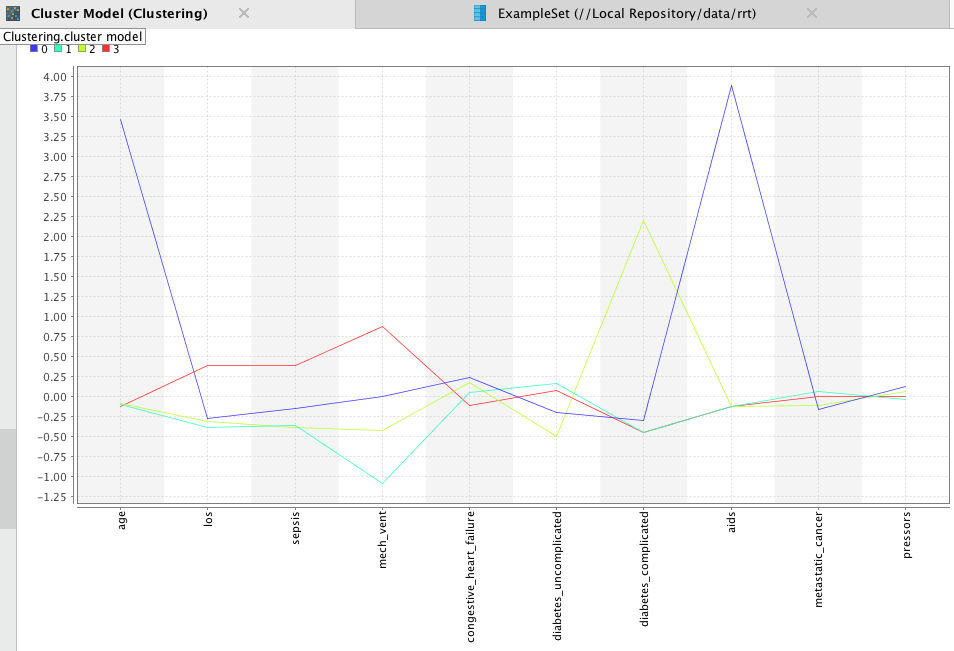 Cluster Model (Clustering)
ExampleSet (//Local Repository/data/rrt)
Clustering.cluster model
0 1 2 3
4.00
3.75
3.50
3.25
3.00
2.75
2.50
2.25
2.00
1.75
1.50
1.25
1.00
0.75
0.50
0.25
0.00
−0.25
−0.50
−0.75
−1.00
−1.25
age
los
sepsis
mech_vent
congestive_heart_failure
diabetes_uncomplicated
diabetes_complicated
aids
metastatic_cancer
pressors